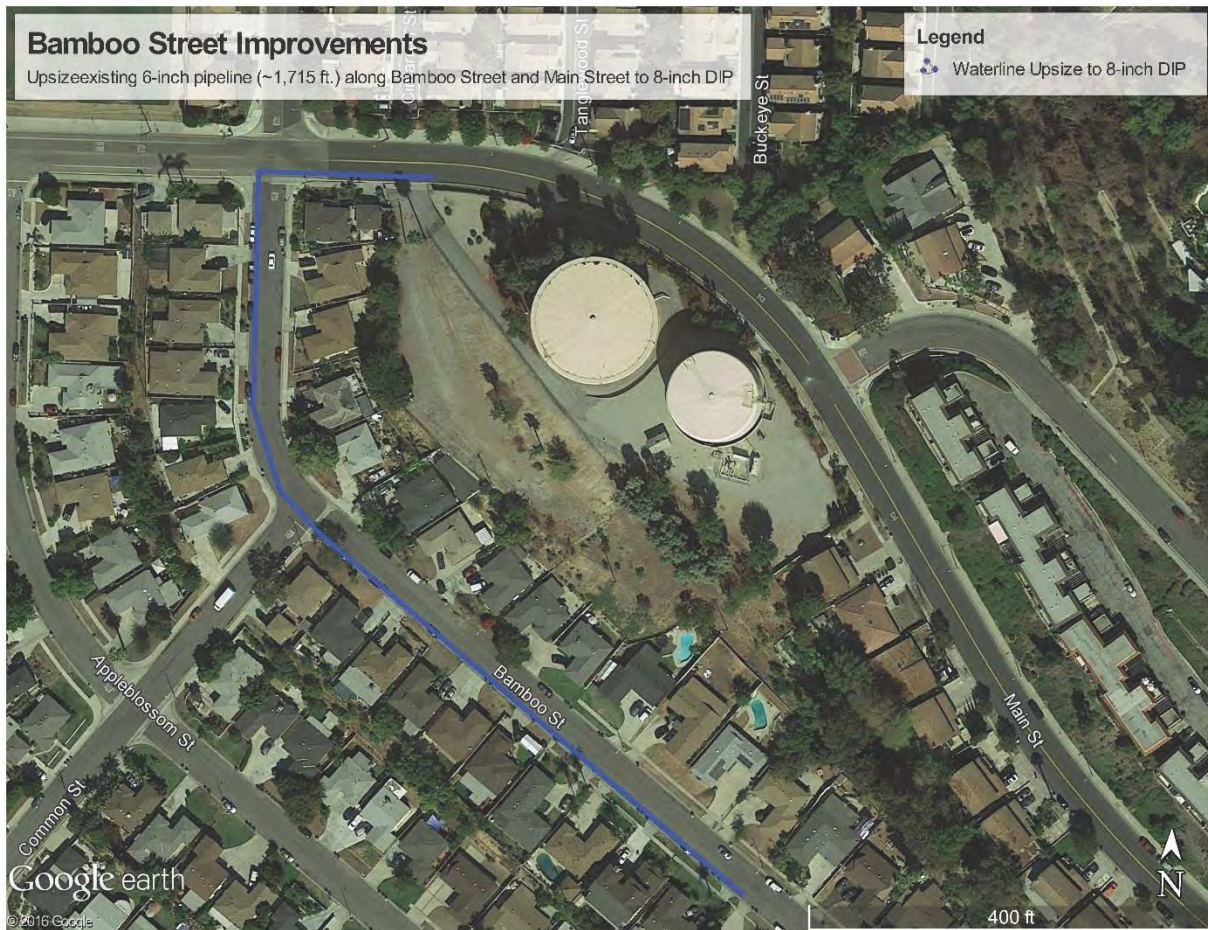 Bamboo Street Improvements
Upsizeexisting 6-inch pipeline (~1,715 ft.) along Bamboo Street and Main Street to 8-inch DIP
Legend
Waterline Upsize to 8-inch DIP
Tanglewood St
Buckeye St
Bamboo St
Main St
Appleblossom St
Common St
N
Google earth
©2016 Google
400 ft